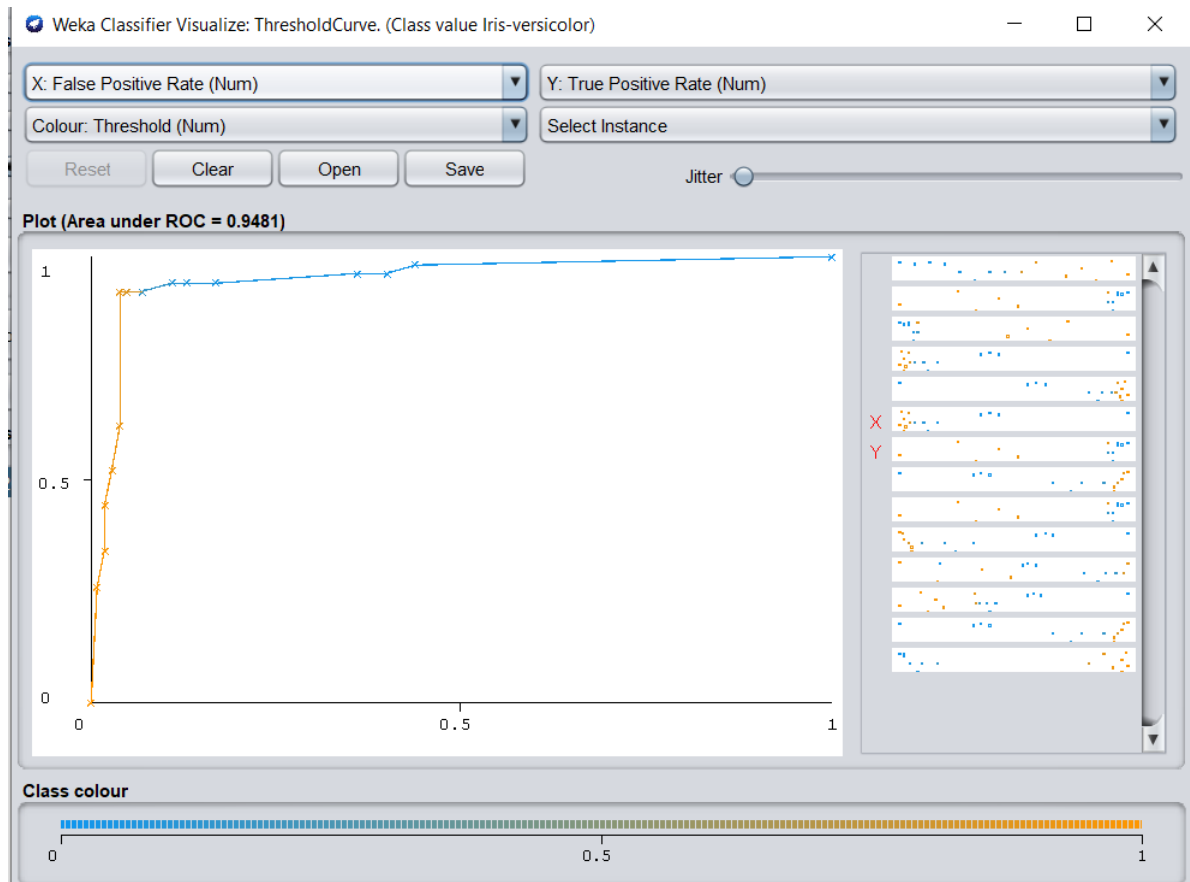 Weka Classifier Visualize: ThresholdCurve. (Class value Iris-versicolor)
X: False Positive Rate (Num)
Y: True Positive Rate (Num)
Colour: Threshold (Num)
Select Instance
Reset
Clear
Open
Save
Jitter
Plot (Area under ROC = 0.9481)
1
0.5
0
0
0.5
1
X
Y
Class colour
0
0.5
1